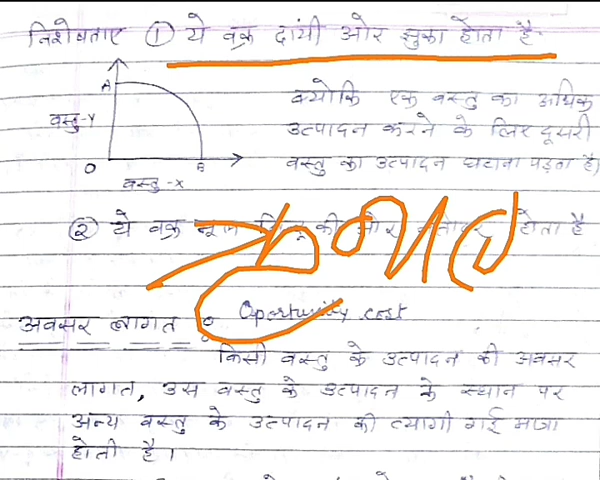 विशेषताए ① ये वक्र दांयी ओर झुका होता है
क्योकि एक वस्तु का अधिक
उत्पादन करने के लिए दूसरी
वस्तु का उत्पादन घटाना पड़ता है)
A
वस्तु-Y
O
B
वस्तु-X
② ये वक्र की ओर होता है
अवसर लागत : Oportunity cost
किसी वस्तु के उत्पादन की अवसर
लागत, उस वस्तु के उत्पादन के स्थान पर
अन्य वस्तु के उत्पादन की त्यागी गई मात्रा
होती है।